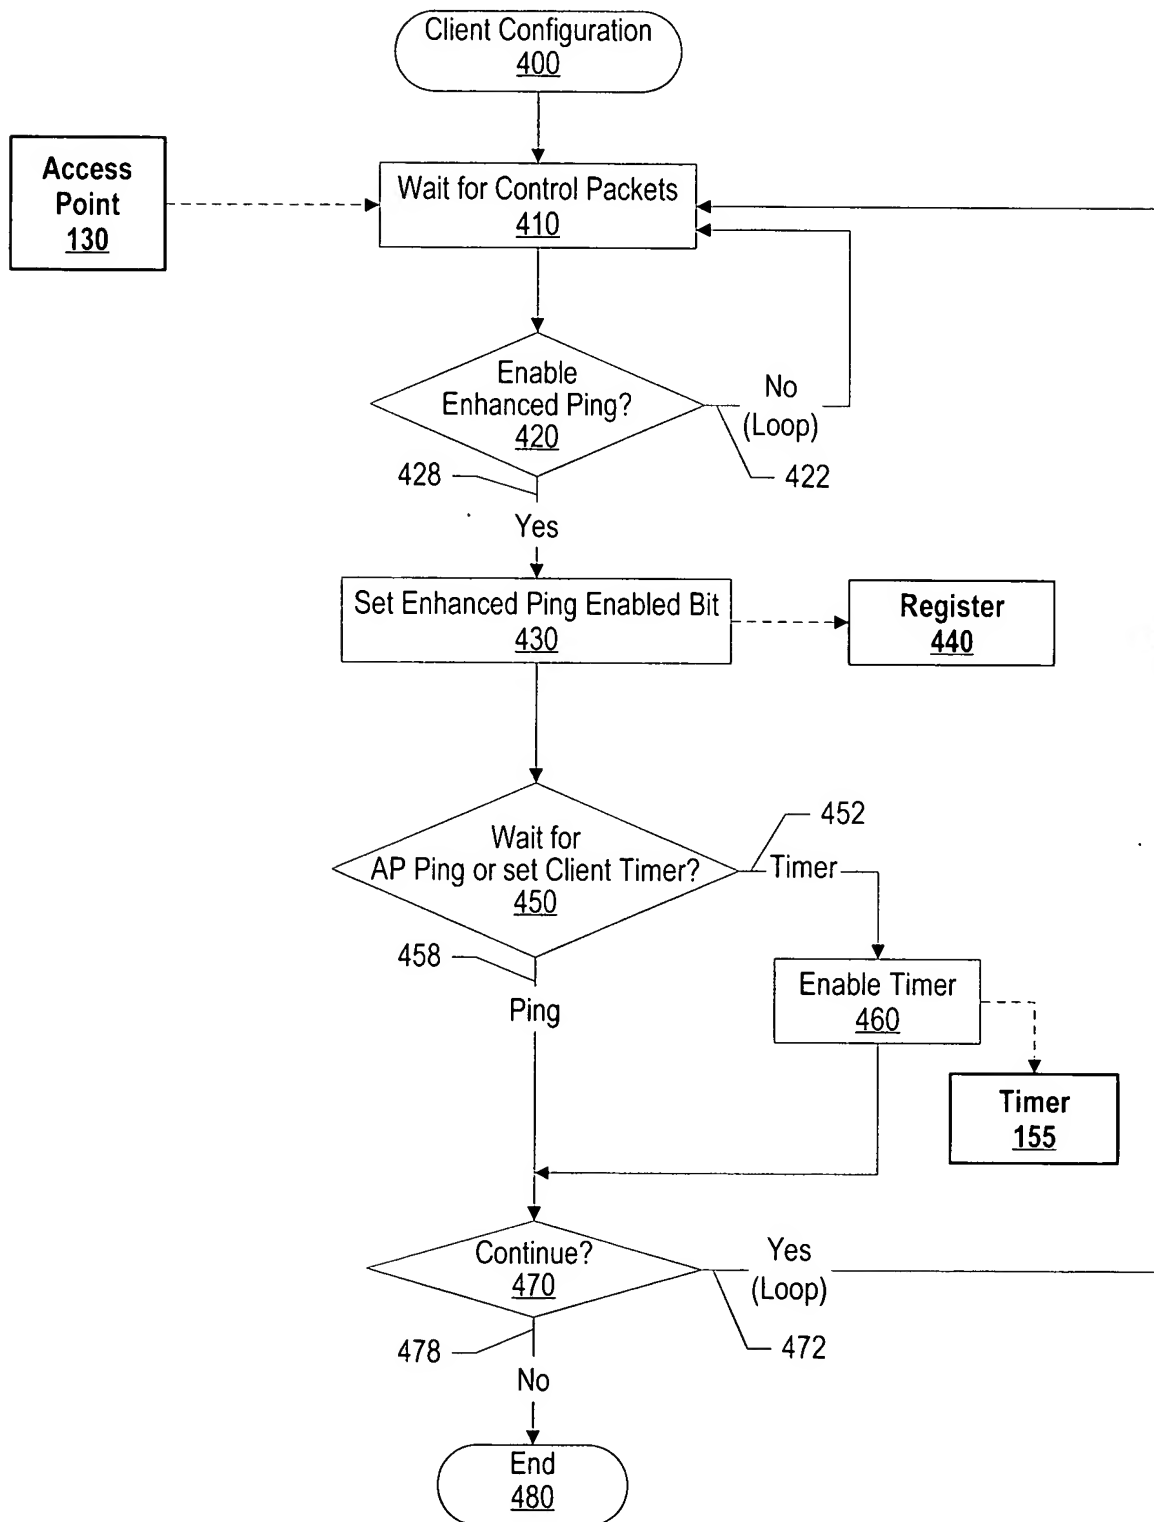 Client Configuration
400
Access
Point
130
Wait for Control Packets
410
Enable
Enhanced Ping?
420
No
(Loop)
422
428
Yes
Set Enhanced Ping Enabled Bit
430
Register
440
Wait for
AP Ping or set Client Timer?
450
452
Timer
458
Ping
Enable Timer
460
Timer
155
Continue?
470
Yes
(Loop)
472
478
No
End
480